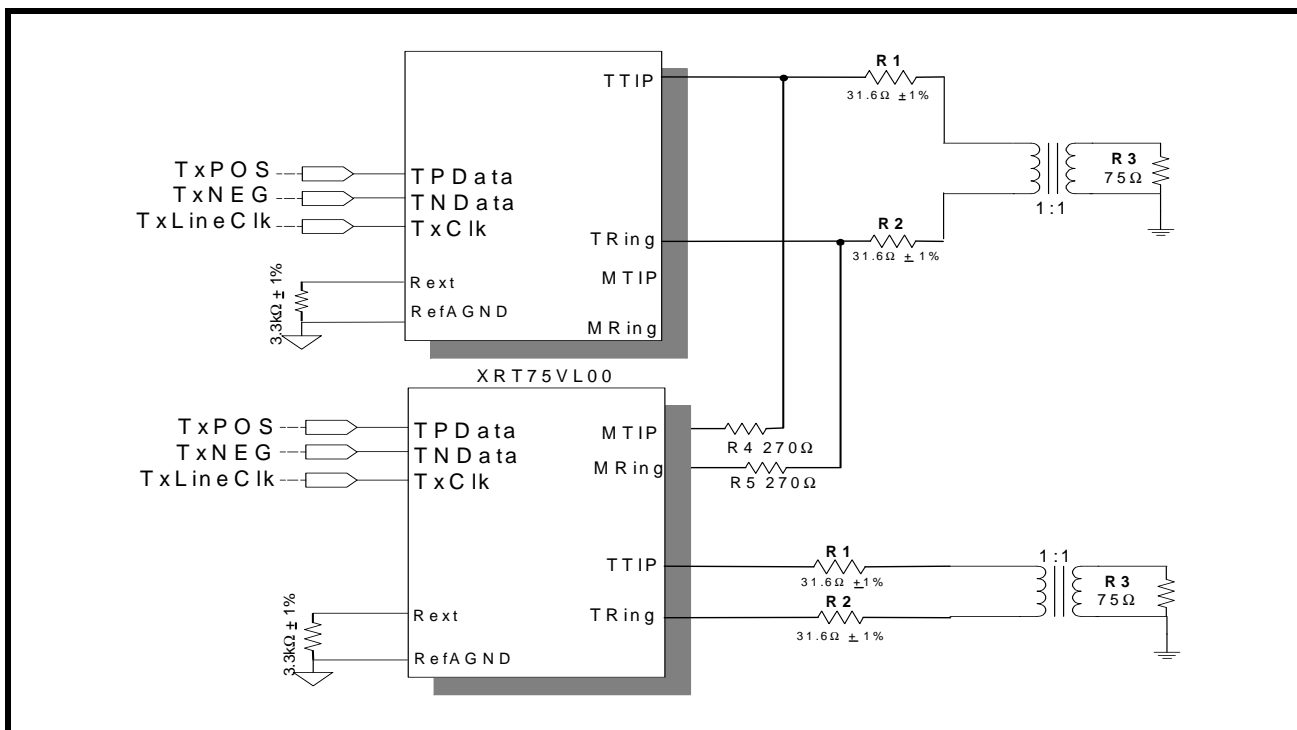 TTIP
R1
31.6Ω ±1%
TxPOS
TPData
TxNEG
TNData
TxLineClk
TxClk
R3
75Ω
1:1
TRing
R2
31.6Ω ± 1%
Rext
MTIP
3.3kΩ ± 1%
RefAGND
MRing
XRT75VL00
TxPOS
TPData
MTIP
R4 270Ω
TxNEG
TNData
MRing
R5 270Ω
TxLineClk
TxClk
TTIP
R1
31.6Ω ±1%
1:1
R3
75Ω
Rext
TRing
R2
31.6Ω ± 1%
3.3kΩ ± 1%
RefAGND